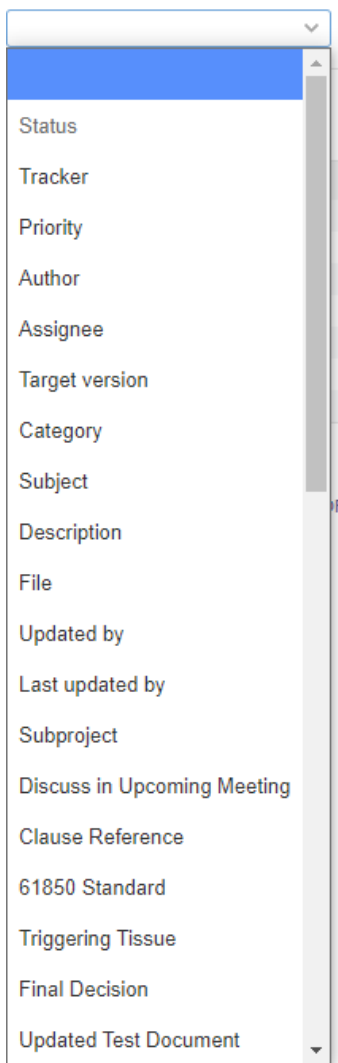 Status
Tracker
Priority
Author
Assignee
Target version
Category
Subject
Description
File
Updated by
Last updated by
Subproject
Discuss in Upcoming Meeting
Clause Reference
61850 Standard
Triggering Tissue
Final Decision
Updated Test Document